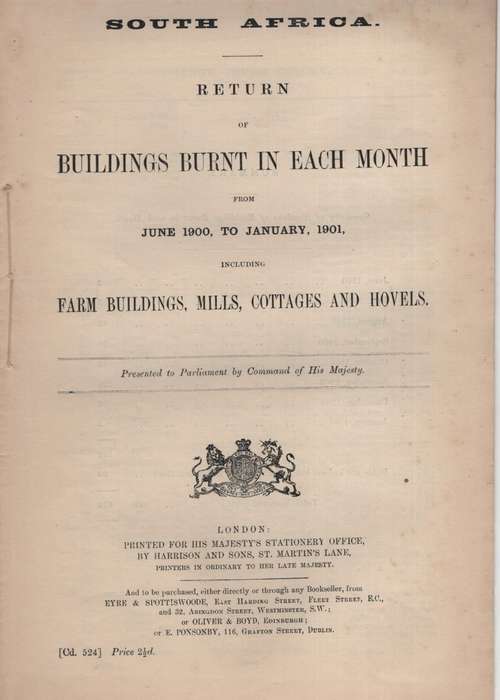 SOUTH AFRICA.
RETURN
OF
BUILDINGS BURNT IN EACH MONTH
FROM
JUNE 1900, TO JANUARY, 1901,
INCLUDING
FARM BUILDINGS, MILLS, COTTAGES AND HOVELS.
Presented to Parliament by Command of His Majesty.
LONDON:
PRINTED FOR HIS MAJESTY'S STATIONERY OFFICE,
BY HARRISON AND SONS, ST. MARTIN'S LANE,
PRINTERS IN ORDINARY TO HER LATE MAJESTY.
And to be purchased, either directly or through any Bookseller, from
EYRE & SPOTTISWOODE, EAST HARDING STREET, FLEET STREET, E.C.,
and 32, ABINGDON STREET, WESTMINSTER, S.W.;
or OLIVER & BOYD, EDINBURGH;
or E. PONSONBY, 116, GRAFTON STREET, DUBLIN.
[Cd. 524] Price 2½d.